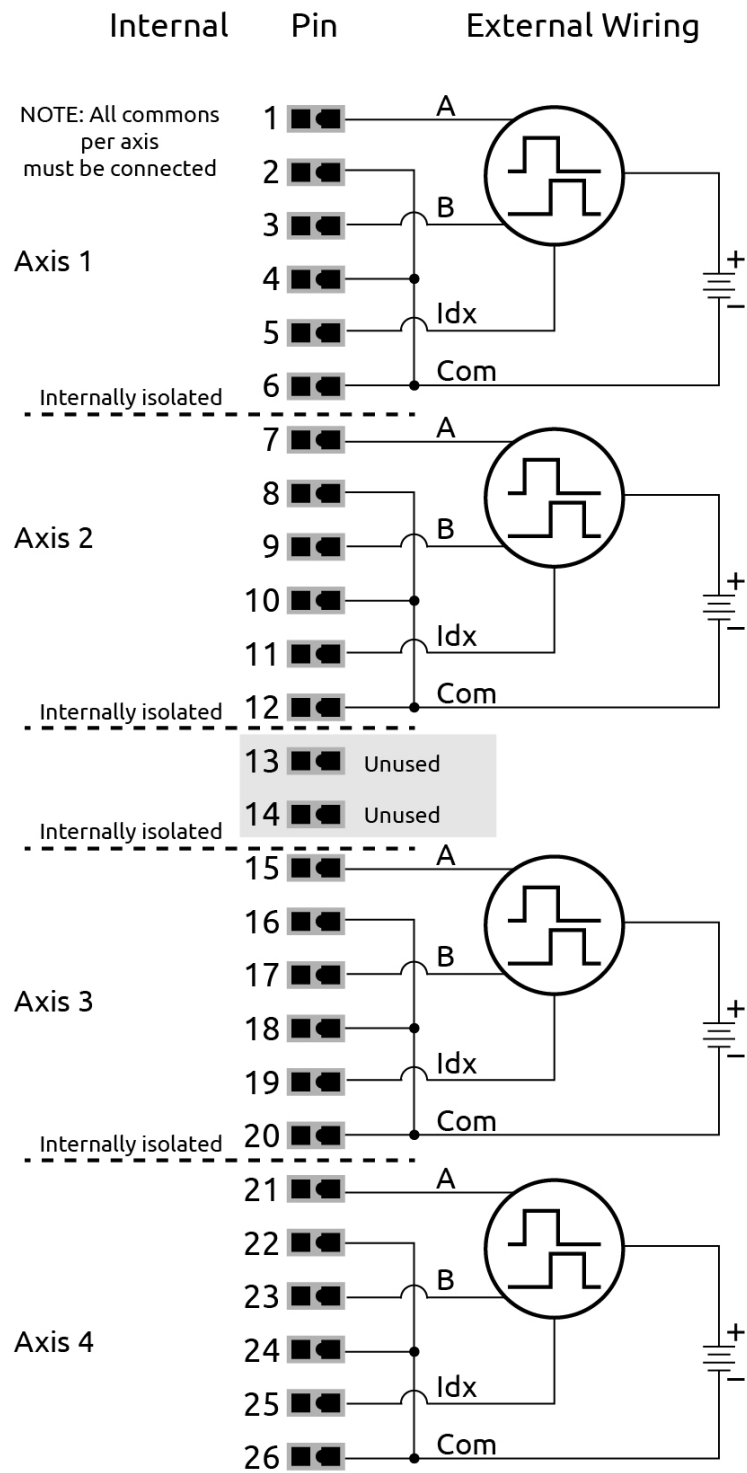 Internal Pin External Wiring
NOTE: All commons
per axis
must be connected
1 A
2
3 B
Axis 1
4
+
−
5 Idx
6 Com
Internally isolated
7 A
8
9 B
Axis 2
10
+
−
11 Idx
12 Com
Internally isolated
13 Unused
14 Unused
Internally isolated
15 A
16
17 B
Axis 3
18
+
−
19 Idx
20 Com
Internally isolated
21 A
22
23 B
Axis 4
24
+
−
25 Idx
26 Com